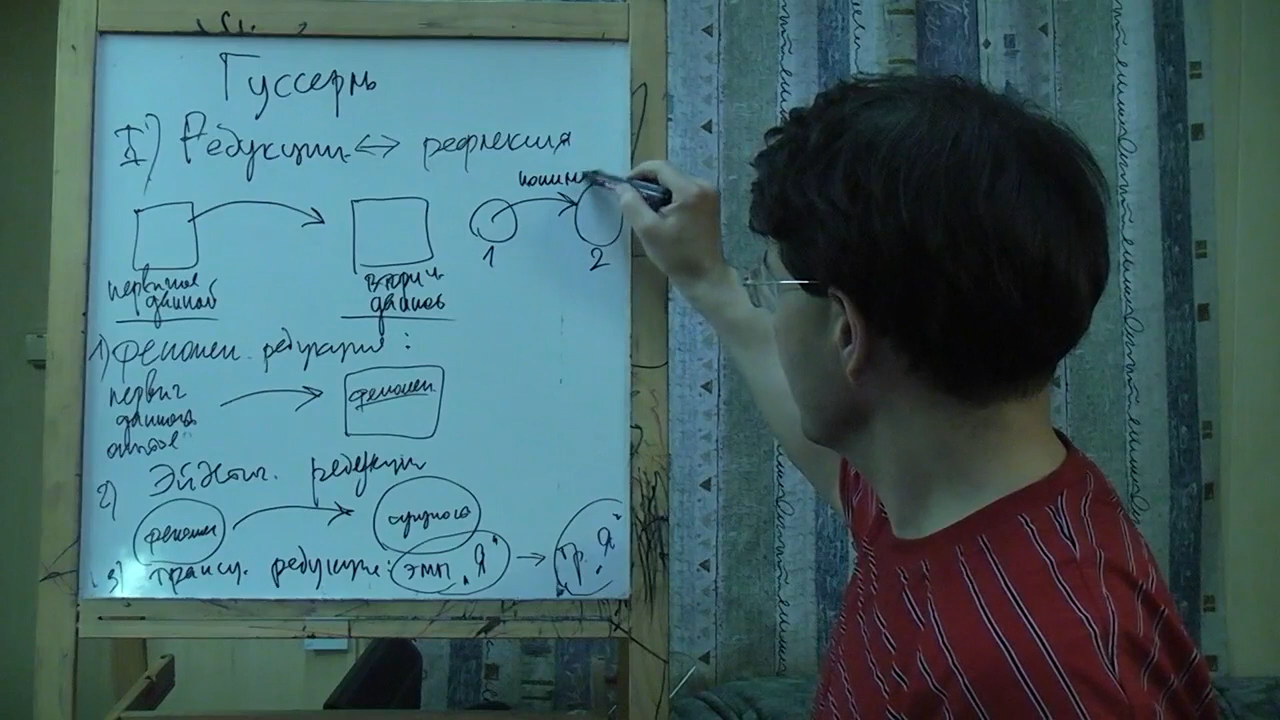 Гуссерль
I) Редукции ⟷ рефлексия
1 2
первичная данность
вторич. данность
1) феномен. редукция:
первич данность
феномен
2) Эйдетич. редукция
феномен сущность
3) трансц. редукция: эмп. "Я" → тр. "Я"